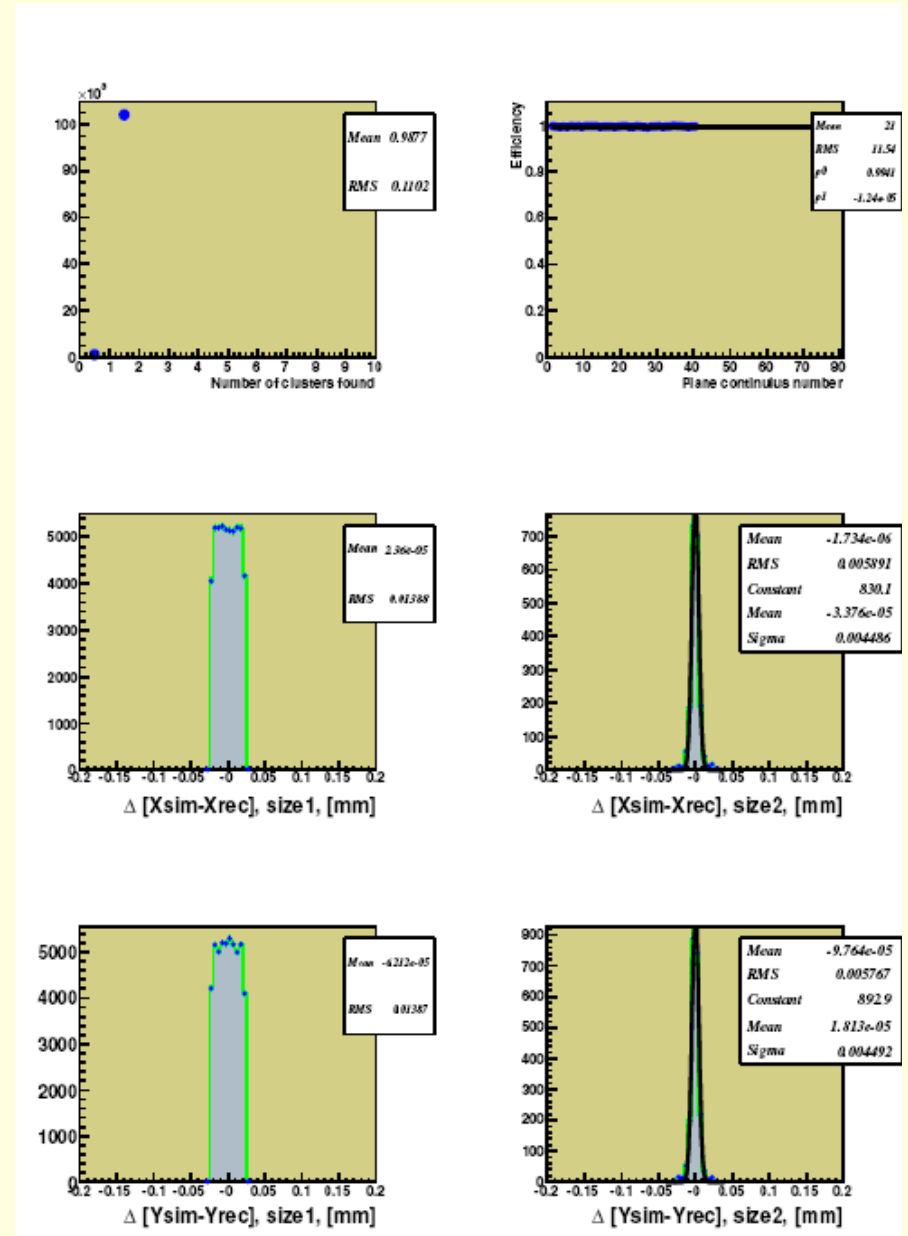 ×10³
100
80
60
40
20
0
0 1 2 3 4 5 6 7 8 9 10
Number of clusters found
Mean 0.9877
RMS 0.1102
Efficiency
1
0.8
0.6
0.4
0.2
0
0 10 20 30 40 50 60 70 80
Plane continulus number
Mean 21
RMS 11.54
p0 0.9941
p1 -1.24e-05
5000
4000
3000
2000
1000
0
-0.2 -0.15 -0.1 -0.05 -0 0.05 0.1 0.15 0.2
Δ [Xsim-Xrec], size1, [mm]
Mean 2.36e-05
RMS 0.01388
700
600
500
400
300
200
100
0
-0.2 -0.15 -0.1 -0.05 -0 0.05 0.1 0.15 0.2
Δ [Xsim-Xrec], size2, [mm]
Mean -1.734e-06
RMS 0.005891
Constant 830.1
Mean -3.376e-05
Sigma 0.004486
5000
4000
3000
2000
1000
0
-0.2 -0.15 -0.1 -0.05 -0 0.05 0.1 0.15 0.2
Δ [Ysim-Yrec], size1, [mm]
Mean -6.212e-05
RMS 0.01387
900
800
700
600
500
400
300
200
100
0
-0.2 -0.15 -0.1 -0.05 -0 0.05 0.1 0.15 0.2
Δ [Ysim-Yrec], size2, [mm]
Mean -9.764e-05
RMS 0.005767
Constant 892.9
Mean 1.813e-05
Sigma 0.004492